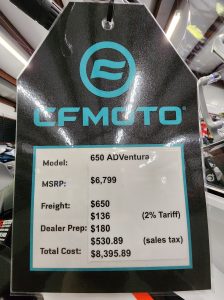 CFMOTO
Model: 650 ADVentura
MSRP: $6,799
Freight: $650
$136 (2% Tariff)
Dealer Prep: $180
$530.89 (sales tax)
Total Cost: $8,395.89